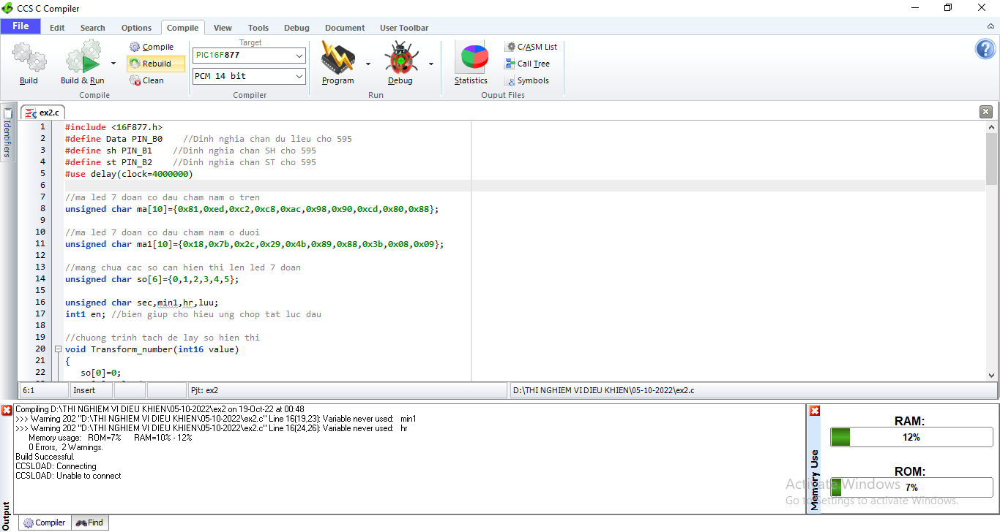 CCS C Compiler
File Edit Search Options Compile View Tools Debug Document User Toolbar
Build
Build & Run
Compile
Rebuild
Clean
Compile
Target
PIC16F877
PCM 14 bit
Compiler
Program
Debug
Run
Statistics
C/ASM List
Call Tree
Symbols
Ouput Files
Identifiers
ex2.c
1 #include <16F877.h>
2 #define Data PIN_B0 //Dinh nghia chan du lieu cho 595
3 #define sh PIN_B1 //Dinh nghia chan SH cho 595
4 #define st PIN_B2 //Dinh nghia chan ST cho 595
5 #use delay(clock=4000000)
6
7 //ma led 7 doan co dau cham nam o tren
8 unsigned char ma[10]={0x81,0xed,0xc2,0xc8,0xac,0x98,0x90,0xcd,0x80,0x88};
9
10 //ma led 7 doan co dau cham nam o duoi
11 unsigned char ma1[10]={0x18,0x7b,0x2c,0x29,0x4b,0x89,0x88,0x3b,0x08,0x09};
12
13 //mang chua cac so can hien thi len led 7 doan
14 unsigned char so[6]={0,1,2,3,4,5};
15
16 unsigned char sec,min1,hr,luu;
17 int1 en; //bien giup cho hieu ung chop tat luc dau
18
19 //chuong trinh tach de lay so hien thi
20 void Transform_number(int16 value)
21 {
22 so[0]=0;
6:1 Insert Pjt: ex2 D:\THI NGHIEM VI DIEU KHIEN\05-10-2022\ex2.c
Compiling D:\THI NGHIEM VI DIEU KHIEN\05-10-2022\ex2 on 19-Oct-22 at 00:48
>>> Warning 202 "D:\THI NGHIEM VI DIEU KHIEN\05-10-2022\ex2.c" Line 16(19,23): Variable never used: min1
>>> Warning 202 "D:\THI NGHIEM VI DIEU KHIEN\05-10-2022\ex2.c" Line 16(24,26): Variable never used: hr
Memory usage: ROM=7% RAM=10% - 12%
0 Errors, 2 Warnings.
Build Successful.
CCSLOAD: Connecting
CCSLOAD: Unable to connect
Output
Compiler Find
Memory Use
RAM:
12%
ROM:
7%
Activate Windows
Go to Settings to activate Windows.